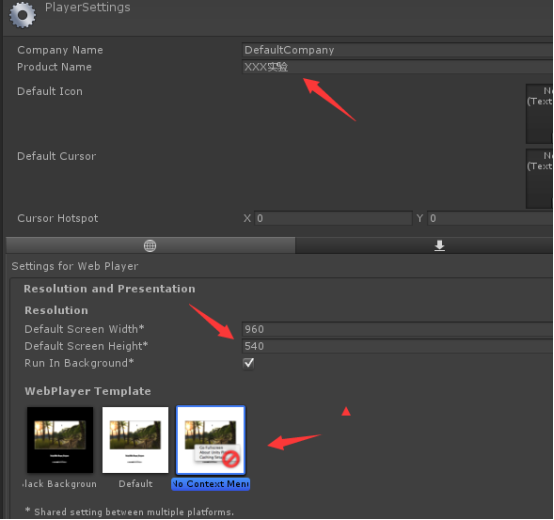 PlayerSettings
Company Name DefaultCompany
Product Name XXX实验
Default Icon
(Text
Default Cursor
(Text
Cursor Hotspot X 0 Y 0
Settings for Web Player
Resolution and Presentation
Resolution
Default Screen Width* 960
Default Screen Height* 540
Run In Background*
WebPlayer Template
lack Backgroun Default No Context Menu
* Shared setting between multiple platforms.